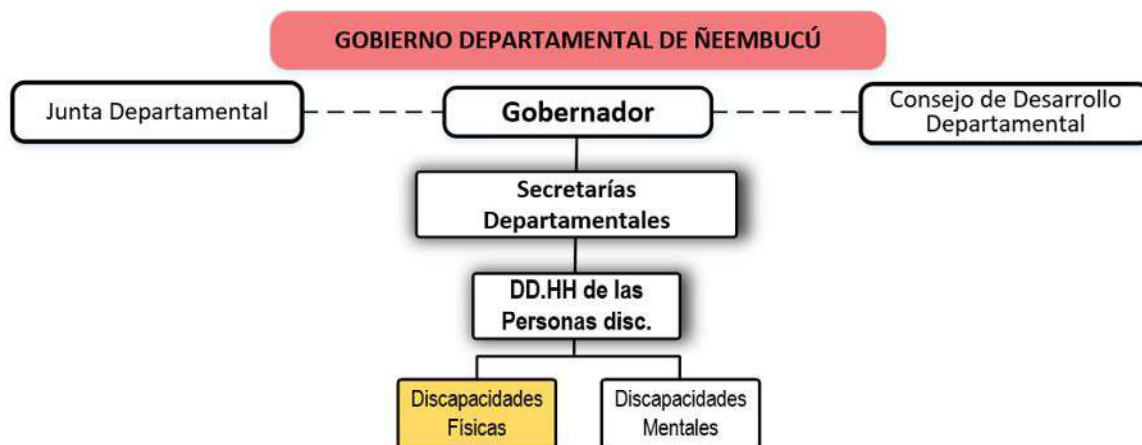 GOBIERNO DEPARTAMENTAL DE ÑEEMBUCÚ
Junta Departamental
Gobernador
Consejo de Desarrollo
Departamental
Secretarías
Departamentales
DD.HH de las
Personas disc.
Discapacidades
Físicas
Discapacidades
Mentales